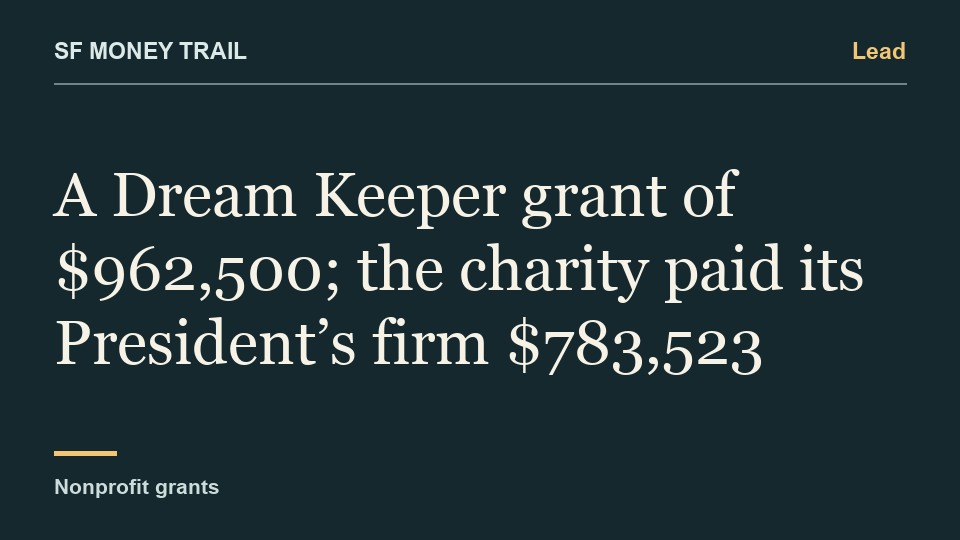 SF MONEY TRAIL
Lead
A Dream Keeper grant of
$962,500; the charity paid its
President’s firm $783,523
Nonprofit grants